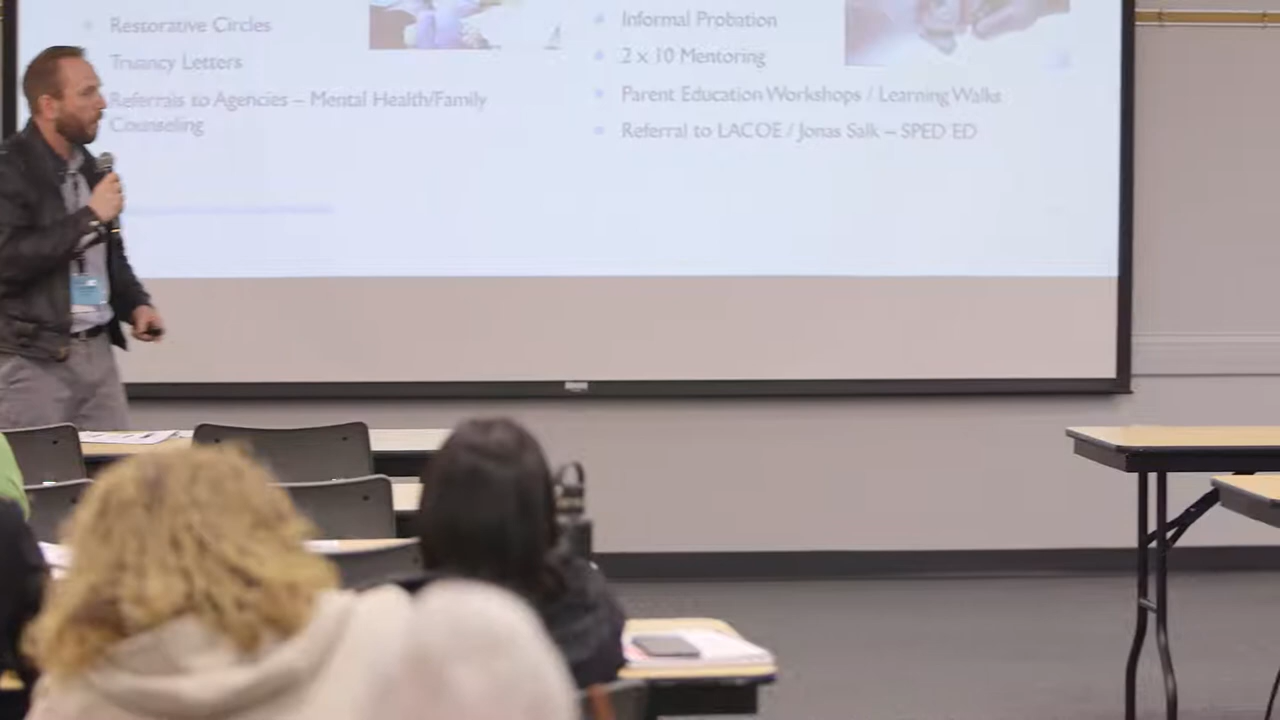 Restorative Circles
Truancy Letters
Referrals to Agencies – Mental Health/Family
Counseling
Informal Probation
2 x 10 Mentoring
Parent Education Workshops / Learning Walks
Referral to LACOE / Jonas Salk – SPED ED